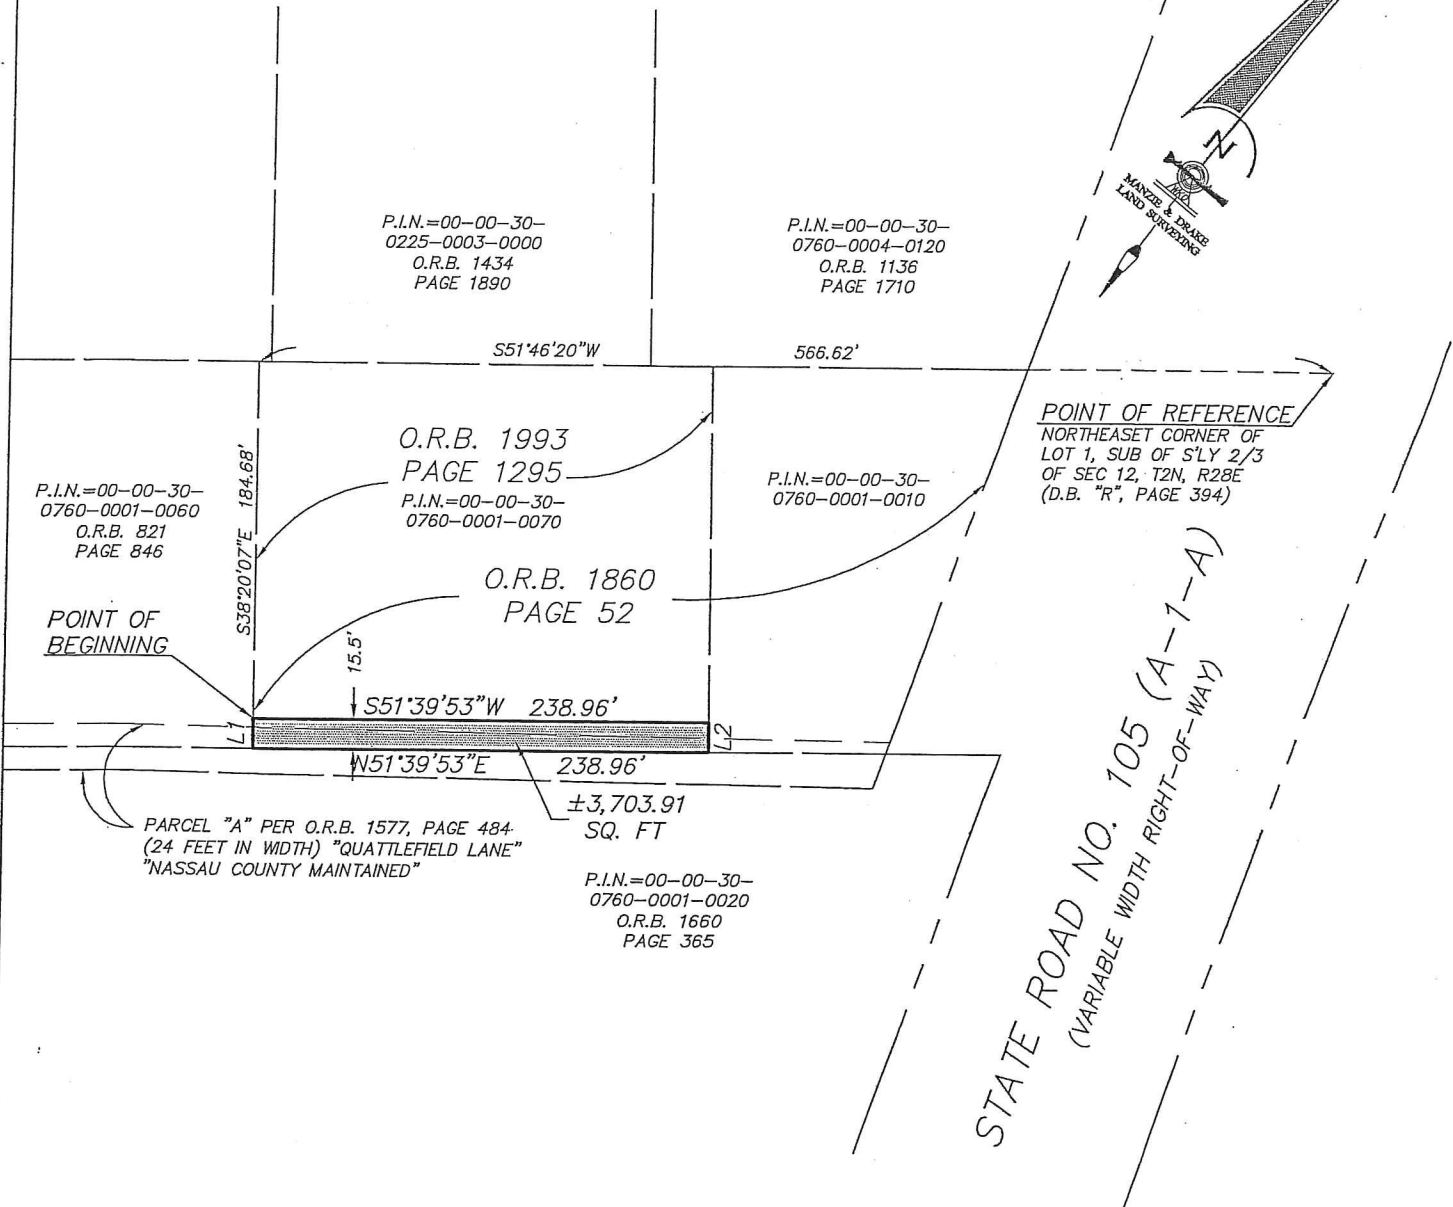 N
MANZIE & DRAKE
LAND SURVEYING
P.I.N.=00-00-30-
0225-0003-0000
O.R.B. 1434
PAGE 1890
P.I.N.=00-00-30-
0760-0004-0120
O.R.B. 1136
PAGE 1710
S51°46'20"W 566.62'
POINT OF REFERENCE
NORTHEASET CORNER OF
LOT 1, SUB OF S'LY 2/3
OF SEC 12, T2N, R28E
(D.B. "R", PAGE 394)
O.R.B. 1993
PAGE 1295
P.I.N.=00-00-30-
0760-0001-0070
P.I.N.=00-00-30-
0760-0001-0060
O.R.B. 821
PAGE 846
S38°20'07"E 184.68'
P.I.N.=00-00-30-
0760-0001-0010
O.R.B. 1860
PAGE 52
POINT OF
BEGINNING
15.5'
S51°39'53"W 238.96'
L1
L2
N51°39'53"E 238.96'
±3,703.91
SQ. FT
PARCEL "A" PER O.R.B. 1577, PAGE 484
(24 FEET IN WIDTH) "QUATTLEFIELD LANE"
"NASSAU COUNTY MAINTAINED"
P.I.N.=00-00-30-
0760-0001-0020
O.R.B. 1660
PAGE 365
STATE ROAD NO. 105 (A-1-A)
(VARIABLE WIDTH RIGHT-OF-WAY)